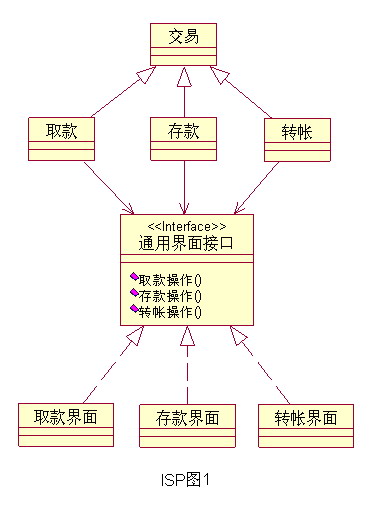 交易
取款
存款
转帐
<<Interface>>
通用界面接口
取款操作()
存款操作()
转帐操作()
取款界面
存款界面
转帐界面
ISP图1